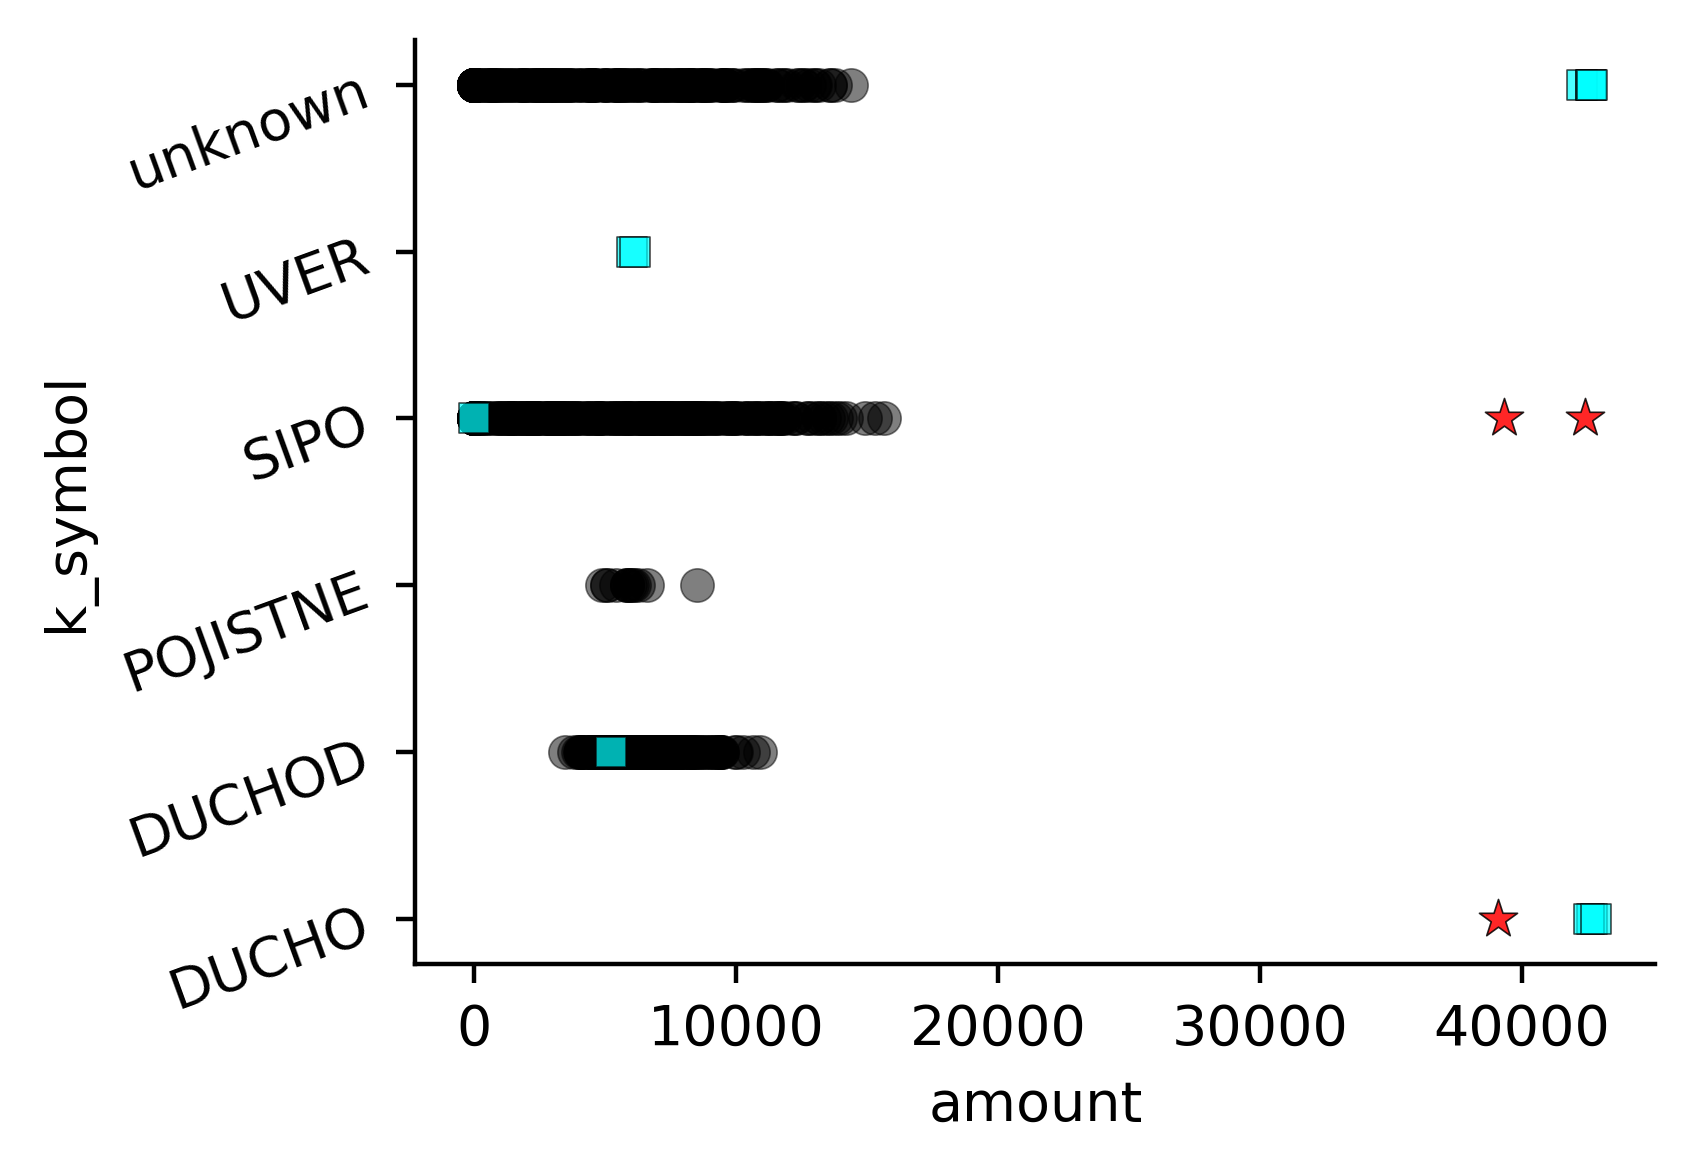 unknown
UVER
SIPO
POJISTNE
DUCHOD
DUCHO
k_symbol
0 10000 20000 30000 40000
amount